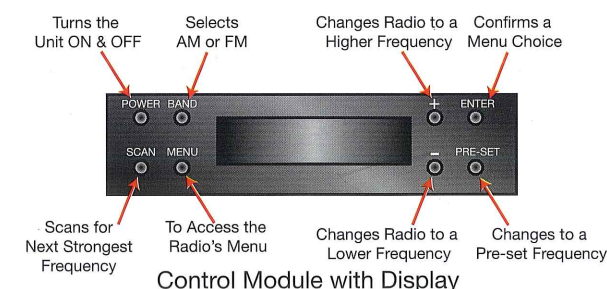 Turns the
Unit ON & OFF
Selects
AM or FM
Changes Radio to a
Higher Frequency
Confirms a
Menu Choice
POWER BAND
+ ENTER
SCAN MENU
− PRE-SET
Scans for
Next Strongest
Frequency
To Access the
Radio's Menu
Changes Radio to a
Lower Frequency
Changes to a
Pre-set Frequency
Control Module with Display